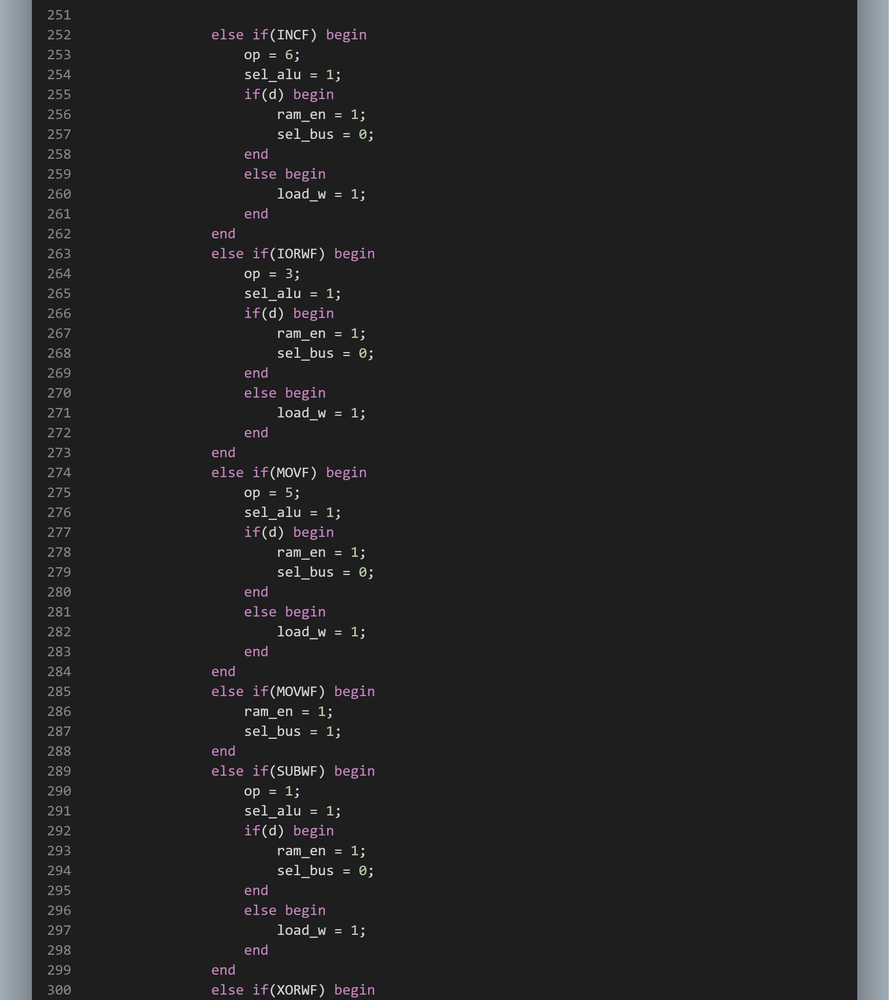 251
252 else if(INCF) begin
253 op = 6;
254 sel_alu = 1;
255 if(d) begin
256 ram_en = 1;
257 sel_bus = 0;
258 end
259 else begin
260 load_w = 1;
261 end
262 end
263 else if(IORWF) begin
264 op = 3;
265 sel_alu = 1;
266 if(d) begin
267 ram_en = 1;
268 sel_bus = 0;
269 end
270 else begin
271 load_w = 1;
272 end
273 end
274 else if(MOVF) begin
275 op = 5;
276 sel_alu = 1;
277 if(d) begin
278 ram_en = 1;
279 sel_bus = 0;
280 end
281 else begin
282 load_w = 1;
283 end
284 end
285 else if(MOVWF) begin
286 ram_en = 1;
287 sel_bus = 1;
288 end
289 else if(SUBWF) begin
290 op = 1;
291 sel_alu = 1;
292 if(d) begin
293 ram_en = 1;
294 sel_bus = 0;
295 end
296 else begin
297 load_w = 1;
298 end
299 end
300 else if(XORWF) begin